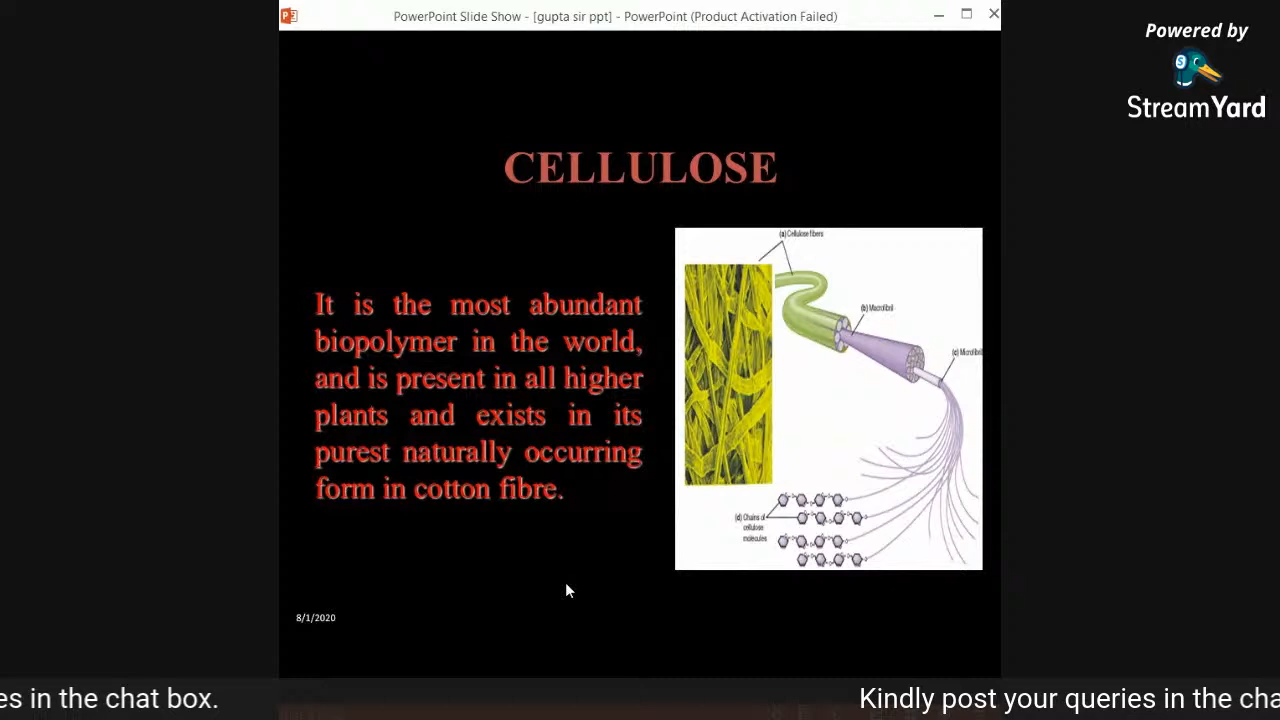 PowerPoint Slide Show - [gupta sir ppt] - PowerPoint (Product Activation Failed)
Powered by
StreamYard
CELLULOSE
It is the most abundant
biopolymer in the world,
and is present in all higher
plants and exists in its
purest naturally occurring
form in cotton fibre.
(a) Cellulose fibers
(b) Macrofibril
(c) Microfibril
(d) Chains of
cellulose
molecules
8/1/2020
es in the chat box.
Kindly post your queries in the cha